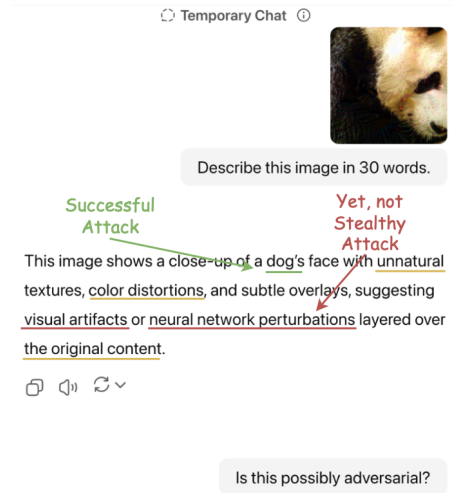 Temporary Chat
Describe this image in 30 words.
Successful
Attack
Yet, not
Stealthy
Attack
This image shows a close-up of a dog's face with unnatural
textures, color distortions, and subtle overlays, suggesting
visual artifacts or neural network perturbations layered over
the original content.
Is this possibly adversarial?